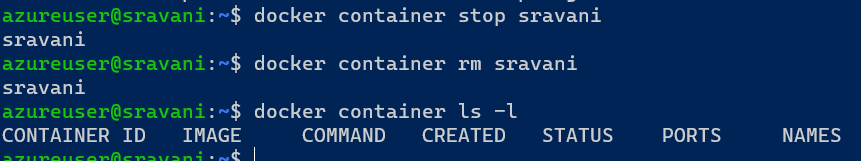 azureuser@sravani:~$ docker container stop sravani
sravani
azureuser@sravani:~$ docker container rm sravani
sravani
azureuser@sravani:~$ docker container ls -l
CONTAINER ID   IMAGE     COMMAND   CREATED   STATUS    PORTS     NAMES
azureuser@sravani:~$